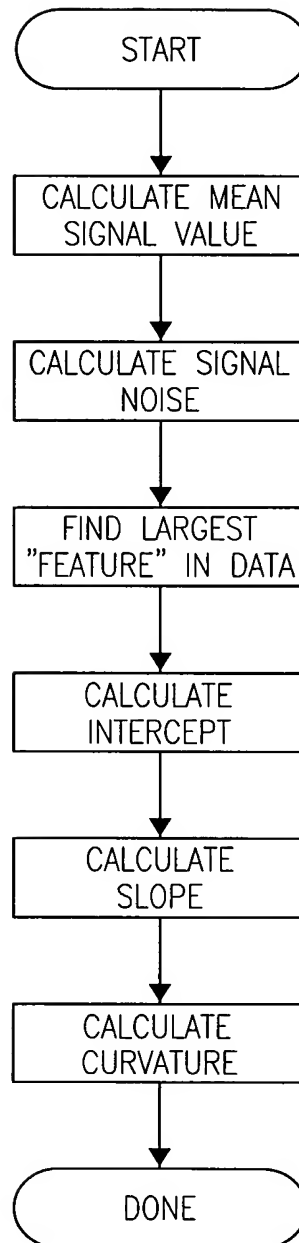 START
CALCULATE MEAN
SIGNAL VALUE
CALCULATE SIGNAL
NOISE
FIND LARGEST
"FEATURE" IN DATA
CALCULATE
INTERCEPT
CALCULATE
SLOPE
CALCULATE
CURVATURE
DONE